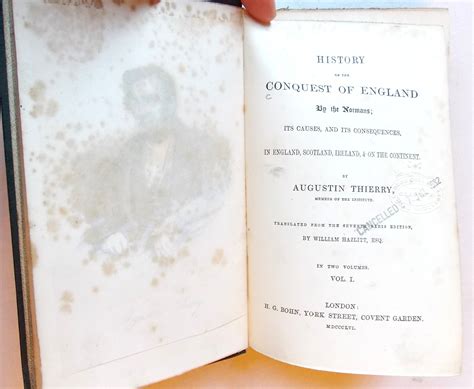 HISTORY
OF THE
CONQUEST OF ENGLAND
By the Normans;
ITS CAUSES, AND ITS CONSEQUENCES,
IN ENGLAND, SCOTLAND, IRELAND, & ON THE CONTINENT.
BY
AUGUSTIN THIERRY,
MEMBER OF THE INSTITUTE.
CANCELLED
TRANSLATED FROM THE SEVENTH PARIS EDITION,
BY WILLIAM HAZLITT, ESQ.
IN TWO VOLUMES.
VOL. I.
LONDON:
H. G. BOHN, YORK STREET, COVENT GARDEN.